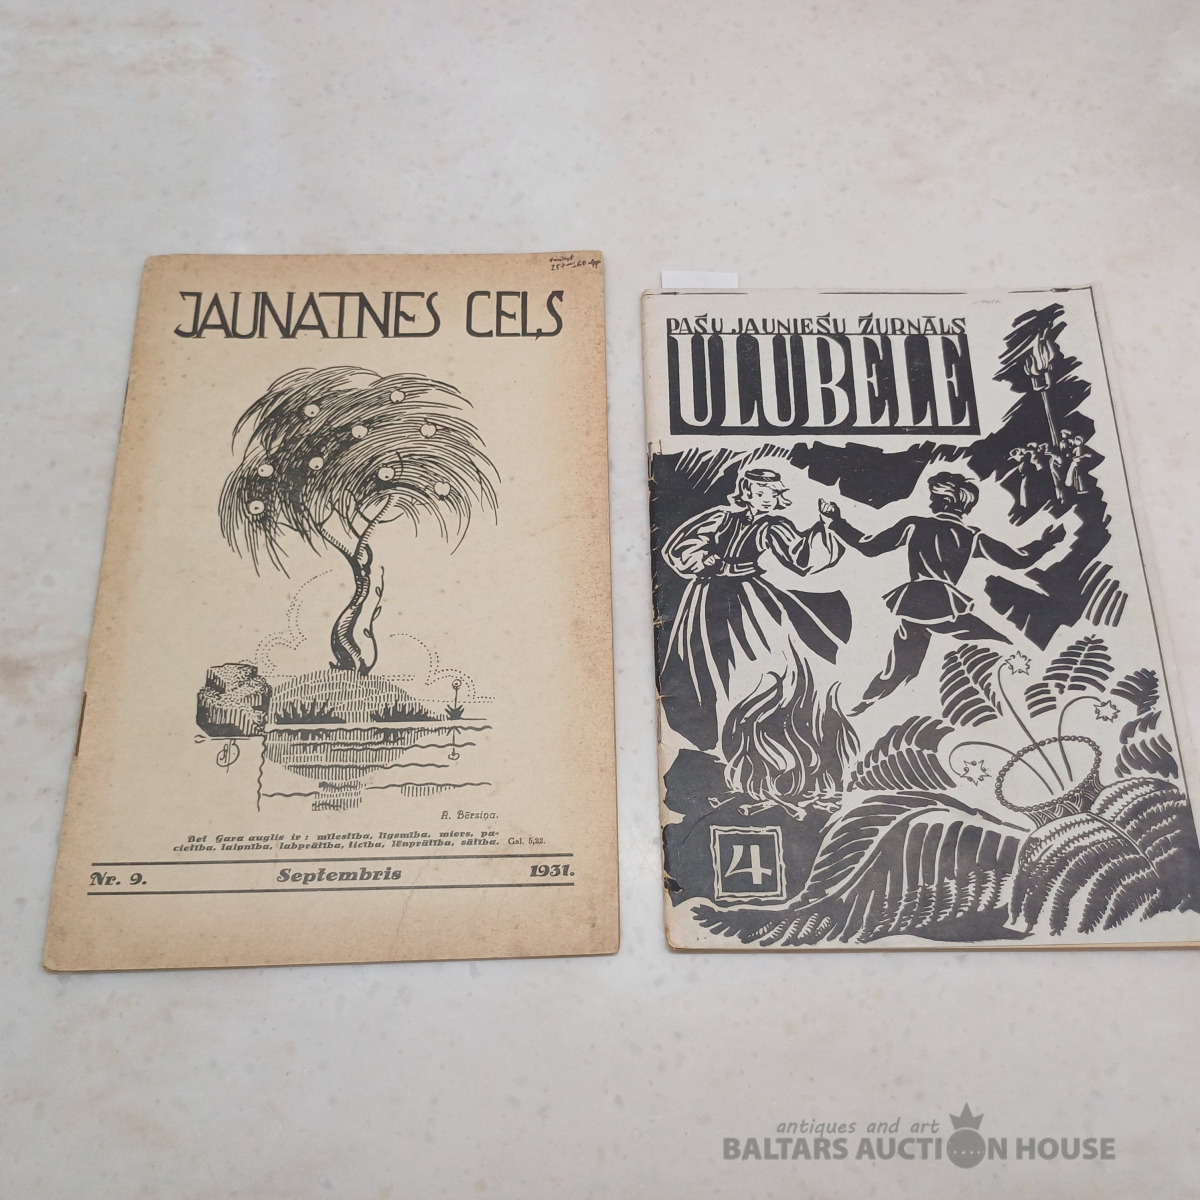 JAUNATNES CEĻŠ
A. Bērziņa.
Bet Gara auglis ir: mīlestība, līgsmība, miers, pa-
cietība, laipnība, labprātība, ticība, lēnprātība, sātība. Gal. 5,22.
Nr. 9. Septembris 1931.
PAŠU JAUNIEŠU ŽURNĀLS
ULUBELE
4
antiques and art
BALTARS AUCTION HOUSE